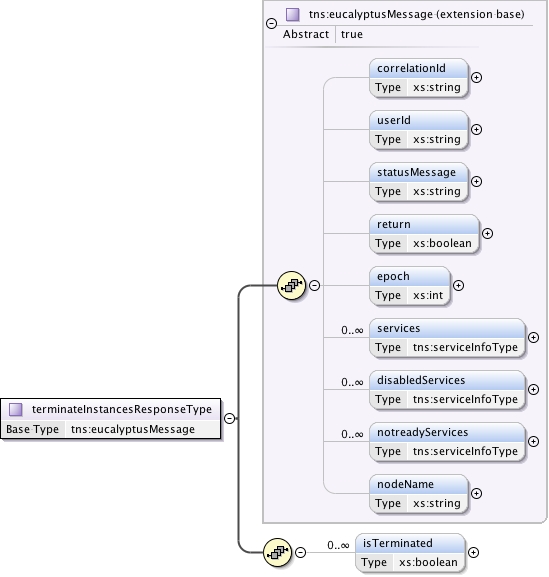 tns:eucalyptusMessage (extension base)
Abstract true
correlationId
Type xs:string
userId
Type xs:string
statusMessage
Type xs:string
return
Type xs:boolean
epoch
Type xs:int
0..∞ services
Type tns:serviceInfoType
0..∞ disabledServices
Type tns:serviceInfoType
0..∞ notreadyServices
Type tns:serviceInfoType
nodeName
Type xs:string
terminateInstancesResponseType
Base Type tns:eucalyptusMessage
0..∞ isTerminated
Type xs:boolean